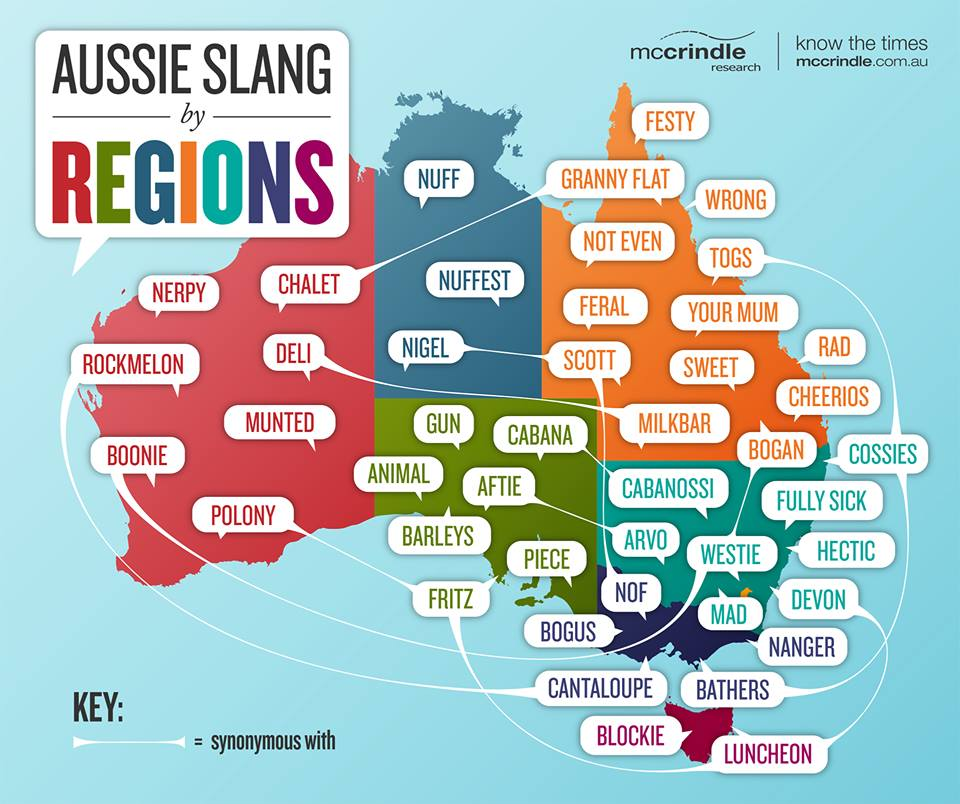 AUSSIE SLANG
by
REGIONS
mccrindle
research
know the times
mccrindle.com.au
FESTY
NUFF
GRANNY FLAT
WRONG
NOT EVEN
TOGS
NERPY
CHALET
NUFFEST
FERAL
YOUR MUM
ROCKMELON
DELI
NIGEL
SCOTT
SWEET
RAD
CHEERIOS
MUNTED
GUN
CABANA
MILKBAR
BOGAN
COSSIES
BOONIE
ANIMAL
AFTIE
CABANOSSI
FULLY SICK
POLONY
BARLEYS
PIECE
ARVO
WESTIE
HECTIC
FRITZ
NOF
MAD
DEVON
BOGUS
NANGER
CANTALOUPE
BATHERS
BLOCKIE
LUNCHEON
KEY:
= synonymous with